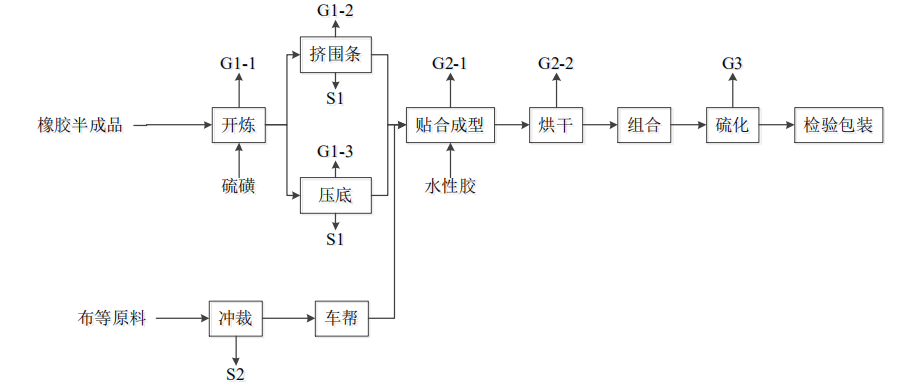 G1-2
挤围条
S1
G1-1
橡胶半成品
开炼
硫磺
G1-3
压底
S1
G2-1
贴合成型
水性胶
G2-2
烘干
组合
G3
硫化
检验包装
布等原料
冲裁
S2
车帮